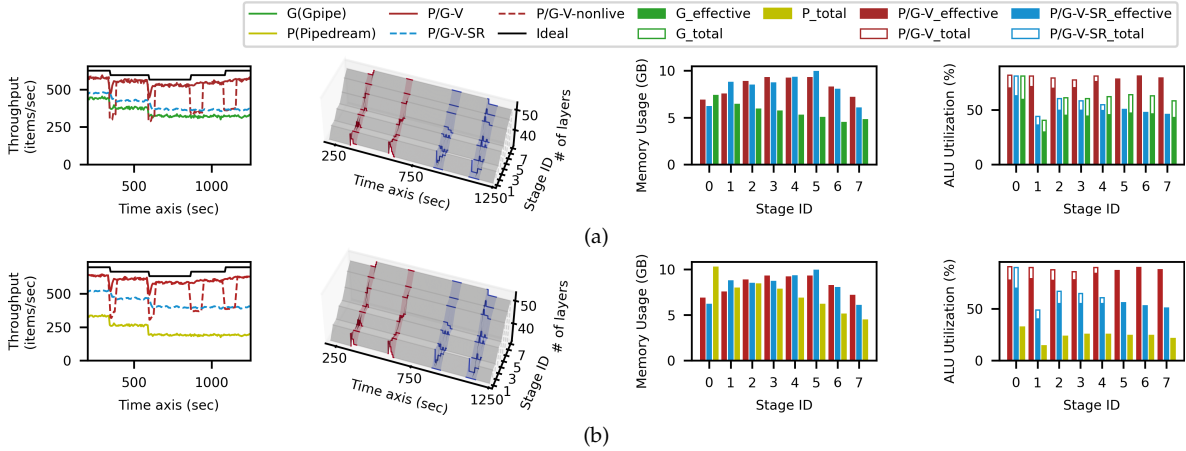 G(Gpipe) P/G-V P/G-V-nonlive G_effective P_total P/G-V_effective P/G-V-SR_effective
P(Pipedream) P/G-V-SR Ideal G_total P/G-V_total P/G-V-SR_total
Throughput
(items/sec)
500
250
0
500 1000
Time axis (sec)
250
750
1250
Time axis (sec)
1
3
5
7
Stage ID
40
50
# of layers
Memory Usage (GB)
10
5
0
0 1 2 3 4 5 6 7
Stage ID
ALU Utilization (%)
50
0
0 1 2 3 4 5 6 7
Stage ID
(a)
Throughput
(items/sec)
500
250
0
500 1000
Time axis (sec)
250
750
1250
Time axis (sec)
1
3
5
7
Stage ID
40
50
# of layers
Memory Usage (GB)
10
5
0
0 1 2 3 4 5 6 7
Stage ID
ALU Utilization (%)
50
0
0 1 2 3 4 5 6 7
Stage ID
(b)